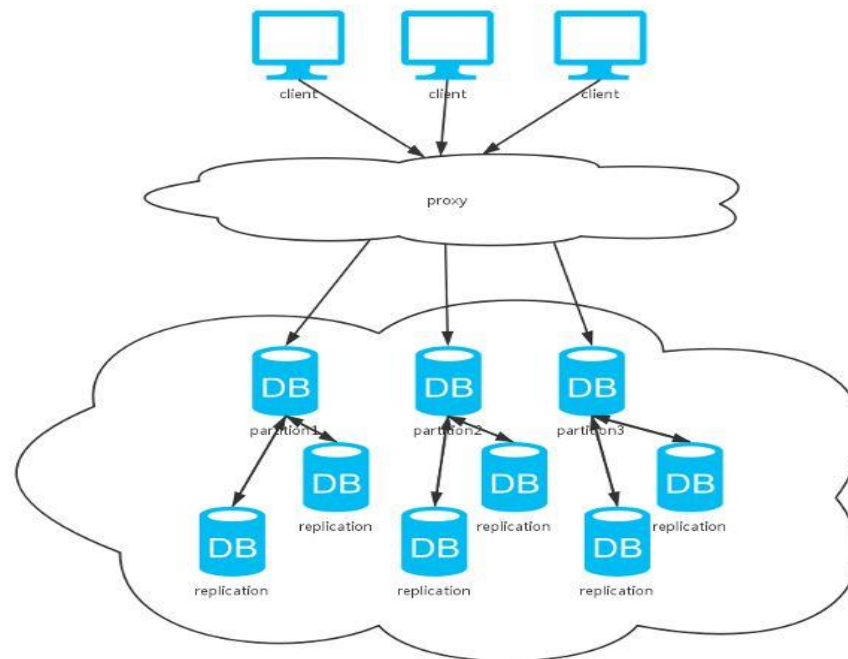 client
client
client
proxy
DB
DB
DB
partition1
partition2
partition3
DB
DB
DB
replication
replication
replication
DB
DB
DB
replication
replication
replication